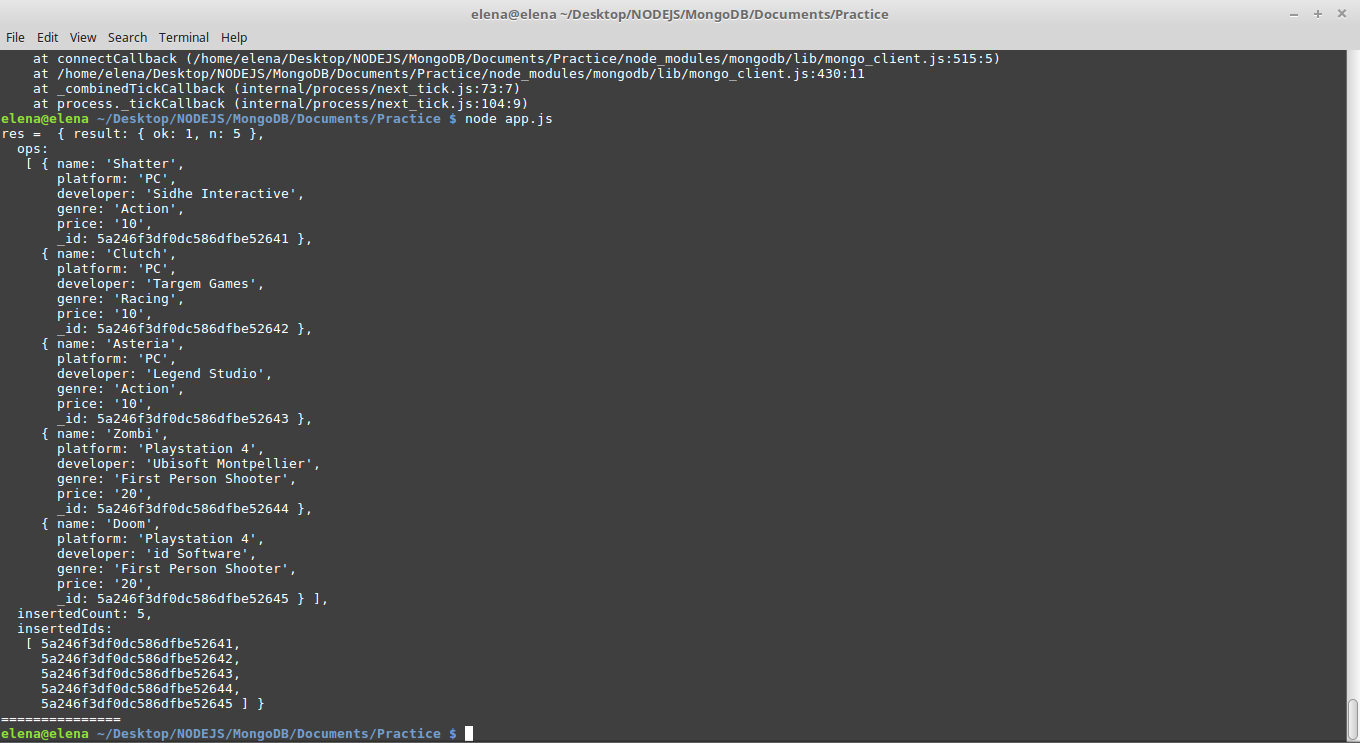 elena@elena ~/Desktop/NODEJS/MongoDB/Documents/Practice
File Edit View Search Terminal Help
    at connectCallback (/home/elena/Desktop/NODEJS/MongoDB/Documents/Practice/node_modules/mongodb/lib/mongo_client.js:515:5)
    at /home/elena/Desktop/NODEJS/MongoDB/Documents/Practice/node_modules/mongodb/lib/mongo_client.js:430:11
    at _combinedTickCallback (internal/process/next_tick.js:73:7)
    at process._tickCallback (internal/process/next_tick.js:104:9)
elena@elena ~/Desktop/NODEJS/MongoDB/Documents/Practice $ node app.js
res =  { result: { ok: 1, n: 5 },
  ops:
   [ { name: 'Shatter',
       platform: 'PC',
       developer: 'Sidhe Interactive',
       genre: 'Action',
       price: '10',
       _id: 5a246f3df0dc586dfbe52641 },
     { name: 'Clutch',
       platform: 'PC',
       developer: 'Targem Games',
       genre: 'Racing',
       price: '10',
       _id: 5a246f3df0dc586dfbe52642 },
     { name: 'Asteria',
       platform: 'PC',
       developer: 'Legend Studio',
       genre: 'Action',
       price: '10',
       _id: 5a246f3df0dc586dfbe52643 },
     { name: 'Zombi',
       platform: 'Playstation 4',
       developer: 'Ubisoft Montpellier',
       genre: 'First Person Shooter',
       price: '20',
       _id: 5a246f3df0dc586dfbe52644 },
     { name: 'Doom',
       platform: 'Playstation 4',
       developer: 'id Software',
       genre: 'First Person Shooter',
       price: '20',
       _id: 5a246f3df0dc586dfbe52645 } ],
  insertedCount: 5,
  insertedIds:
   [ 5a246f3df0dc586dfbe52641,
     5a246f3df0dc586dfbe52642,
     5a246f3df0dc586dfbe52643,
     5a246f3df0dc586dfbe52644,
     5a246f3df0dc586dfbe52645 ] }
===============
elena@elena ~/Desktop/NODEJS/MongoDB/Documents/Practice $